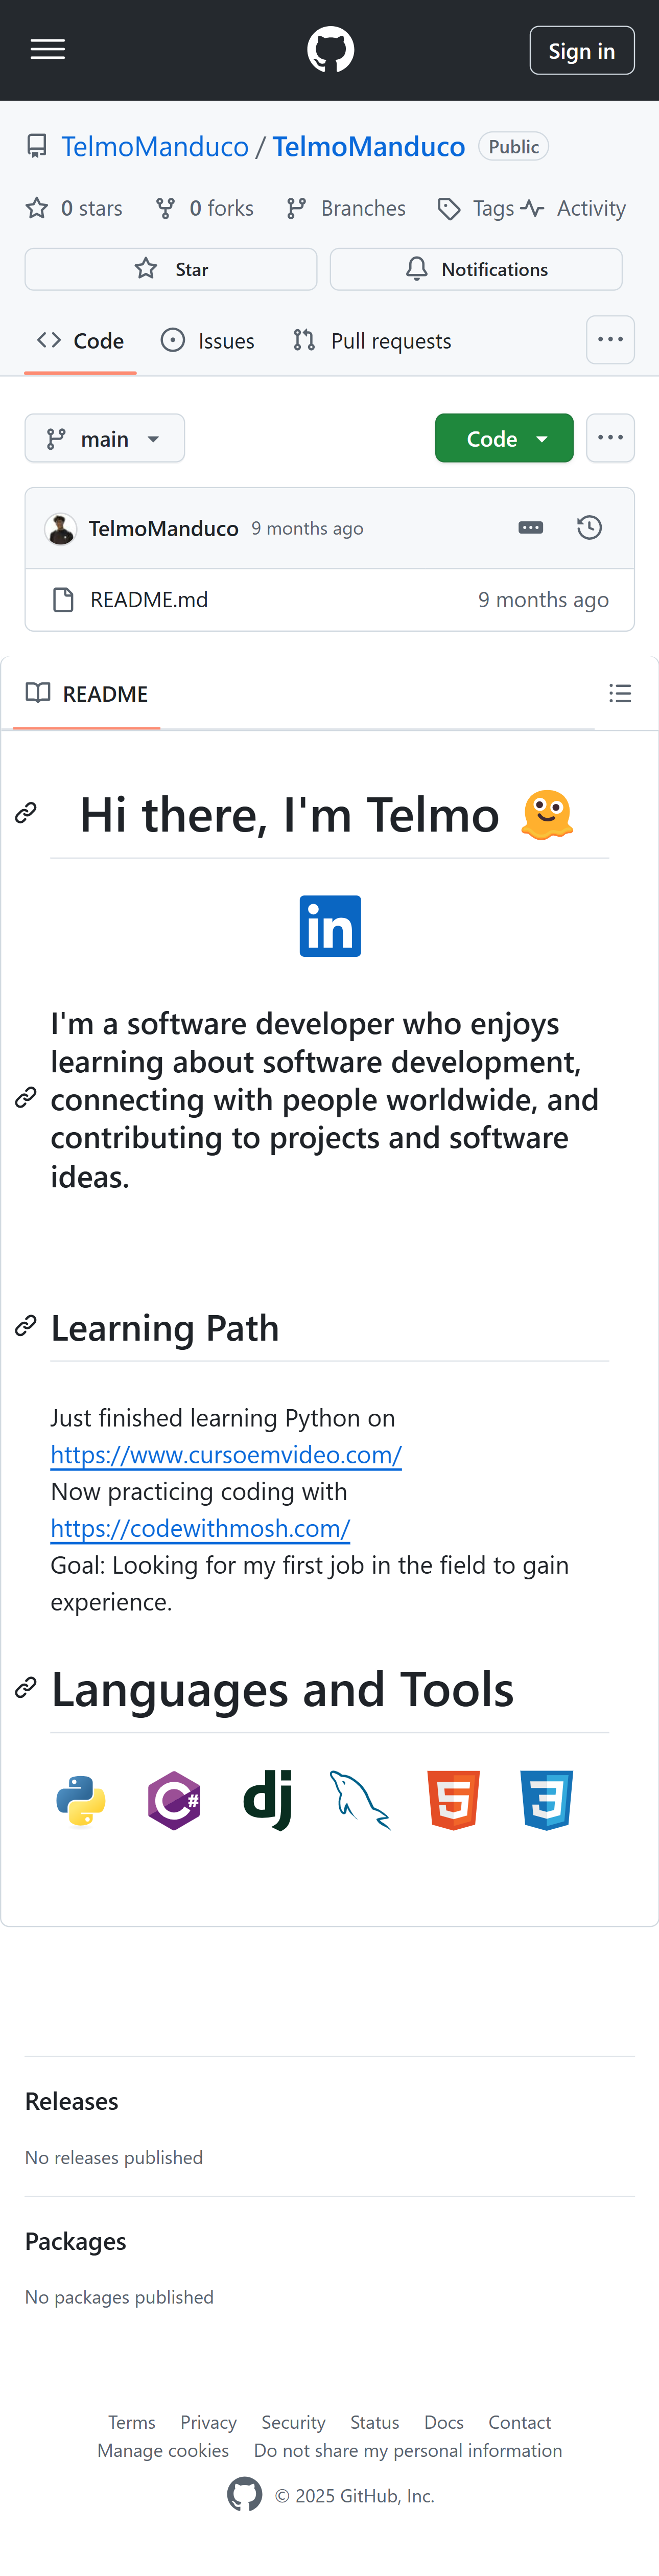 Sign in
TelmoManduco / TelmoManduco Public
0 stars 0 forks Branches Tags Activity
Star Notifications
Code Issues Pull requests
main Code
TelmoManduco 9 months ago
README.md 9 months ago
README
Hi there, I'm Telmo 🫠
in
I'm a software developer who enjoys
learning about software development,
connecting with people worldwide, and
contributing to projects and software
ideas.
Learning Path
Just finished learning Python on
https://www.cursoemvideo.com/
Now practicing coding with
https://codewithmosh.com/
Goal: Looking for my first job in the field to gain
experience.
Languages and Tools
C# dj 5 3
Releases
No releases published
Packages
No packages published
Terms Privacy Security Status Docs Contact
Manage cookies Do not share my personal information
© 2025 GitHub, Inc.